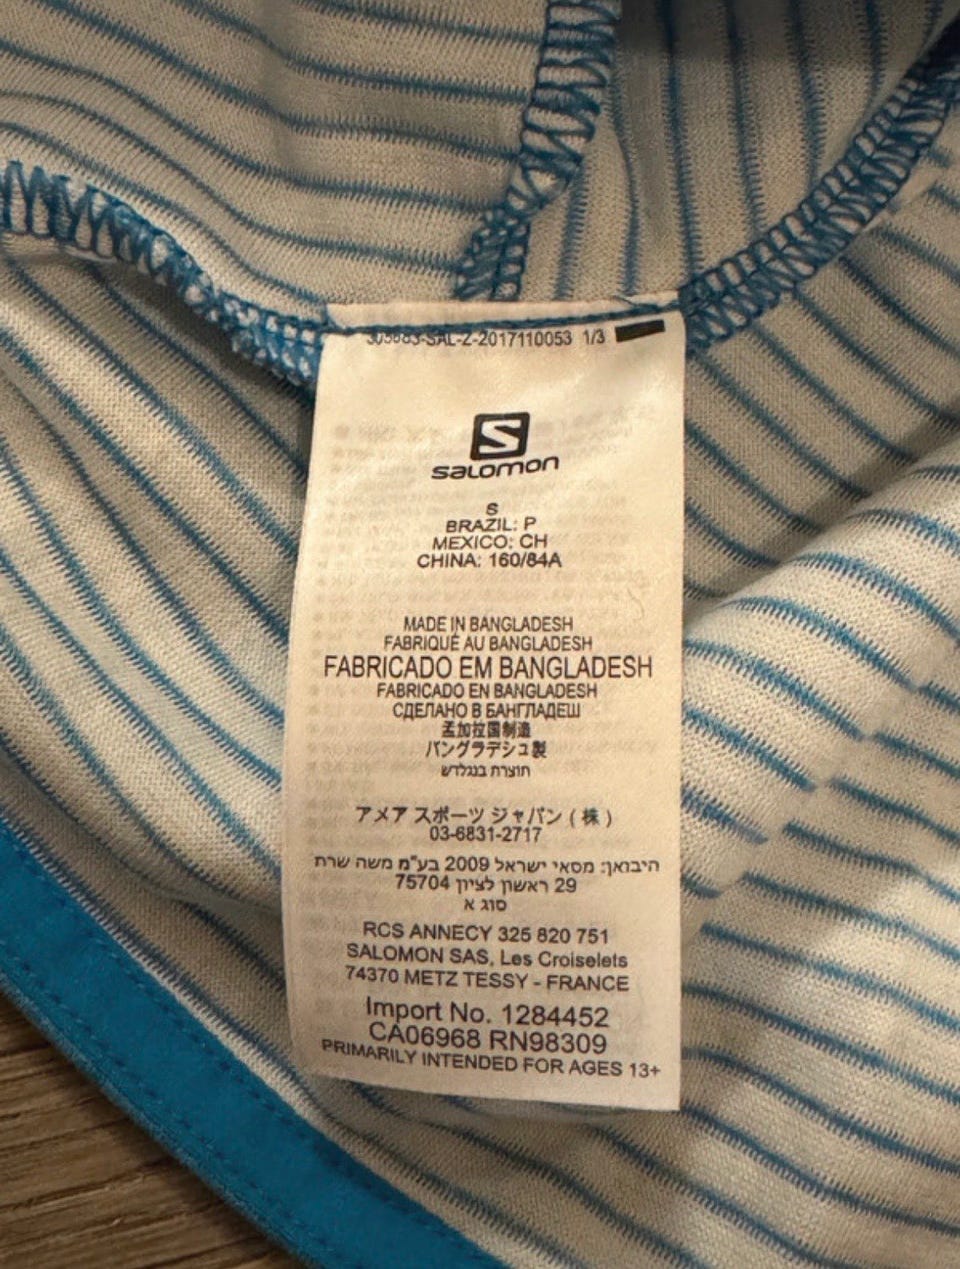 305683-SAL-Z-2017110053 1/3
S
SALOMON
S
BRAZIL: P
MEXICO: CH
CHINA: 160/84A
MADE IN BANGLADESH
FABRIQUÉ AU BANGLADESH
FABRICADO EM BANGLADESH
FABRICADO EN BANGLADESH
СДЕЛАНО В БАНГЛАДЕШ
孟加拉国制造
バングラデシュ製
תוצרת בנגלדש
アメア スポーツ ジャパン ( 株 )
03-6831-2717
היבואן: מסאי ישראל 2009 בע"מ משה שרת
29 ראשון לציון 75704
סוג א
RCS ANNECY 325 820 751
SALOMON SAS, Les Croiselets
74370 METZ TESSY - FRANCE
Import No. 1284452
CA06968 RN98309
PRIMARILY INTENDED FOR AGES 13+